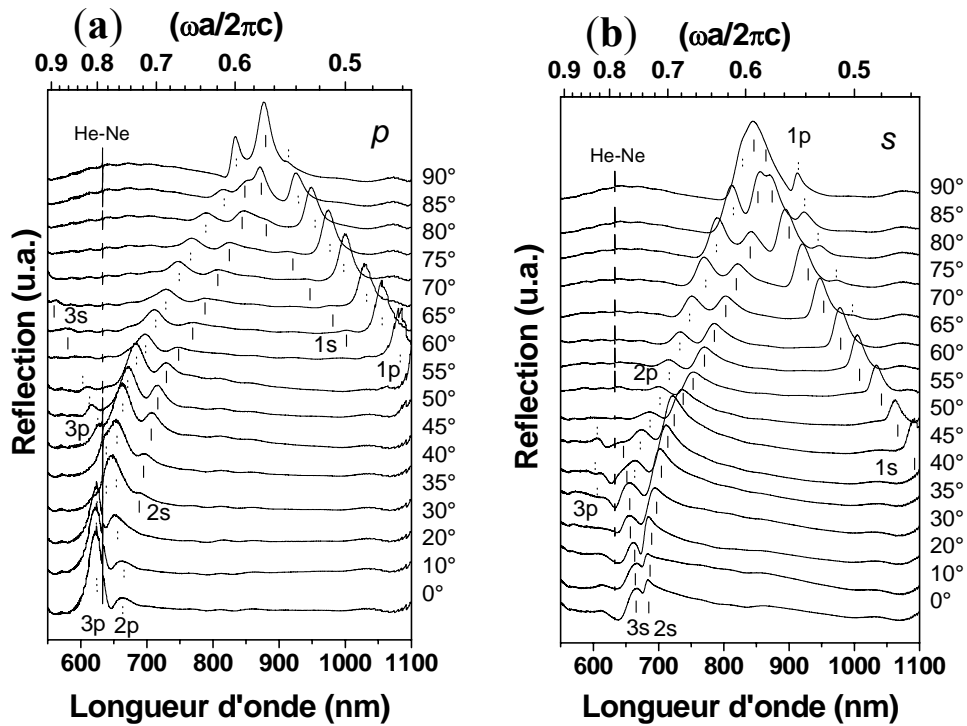 (a)
(ωa/2πc)
0.9 0.8 0.7 0.6 0.5
He-Ne
p
90°
85°
80°
75°
70°
65°
60°
55°
50°
45°
40°
35°
30°
20°
10°
0°
3s
1s
1p
3p
2s
3p 2p
Reflection (u.a.)
600 700 800 900 1000 1100
Longueur d'onde (nm)
(b)
(ωa/2πc)
0.9 0.8 0.7 0.6 0.5
He-Ne
1p
s
90°
85°
80°
75°
70°
65°
60°
55°
50°
45°
40°
35°
30°
20°
10°
0°
2p
1s
3p
3s 2s
Reflection (u.a.)
600 700 800 900 1000 1100
Longueur d'onde (nm)